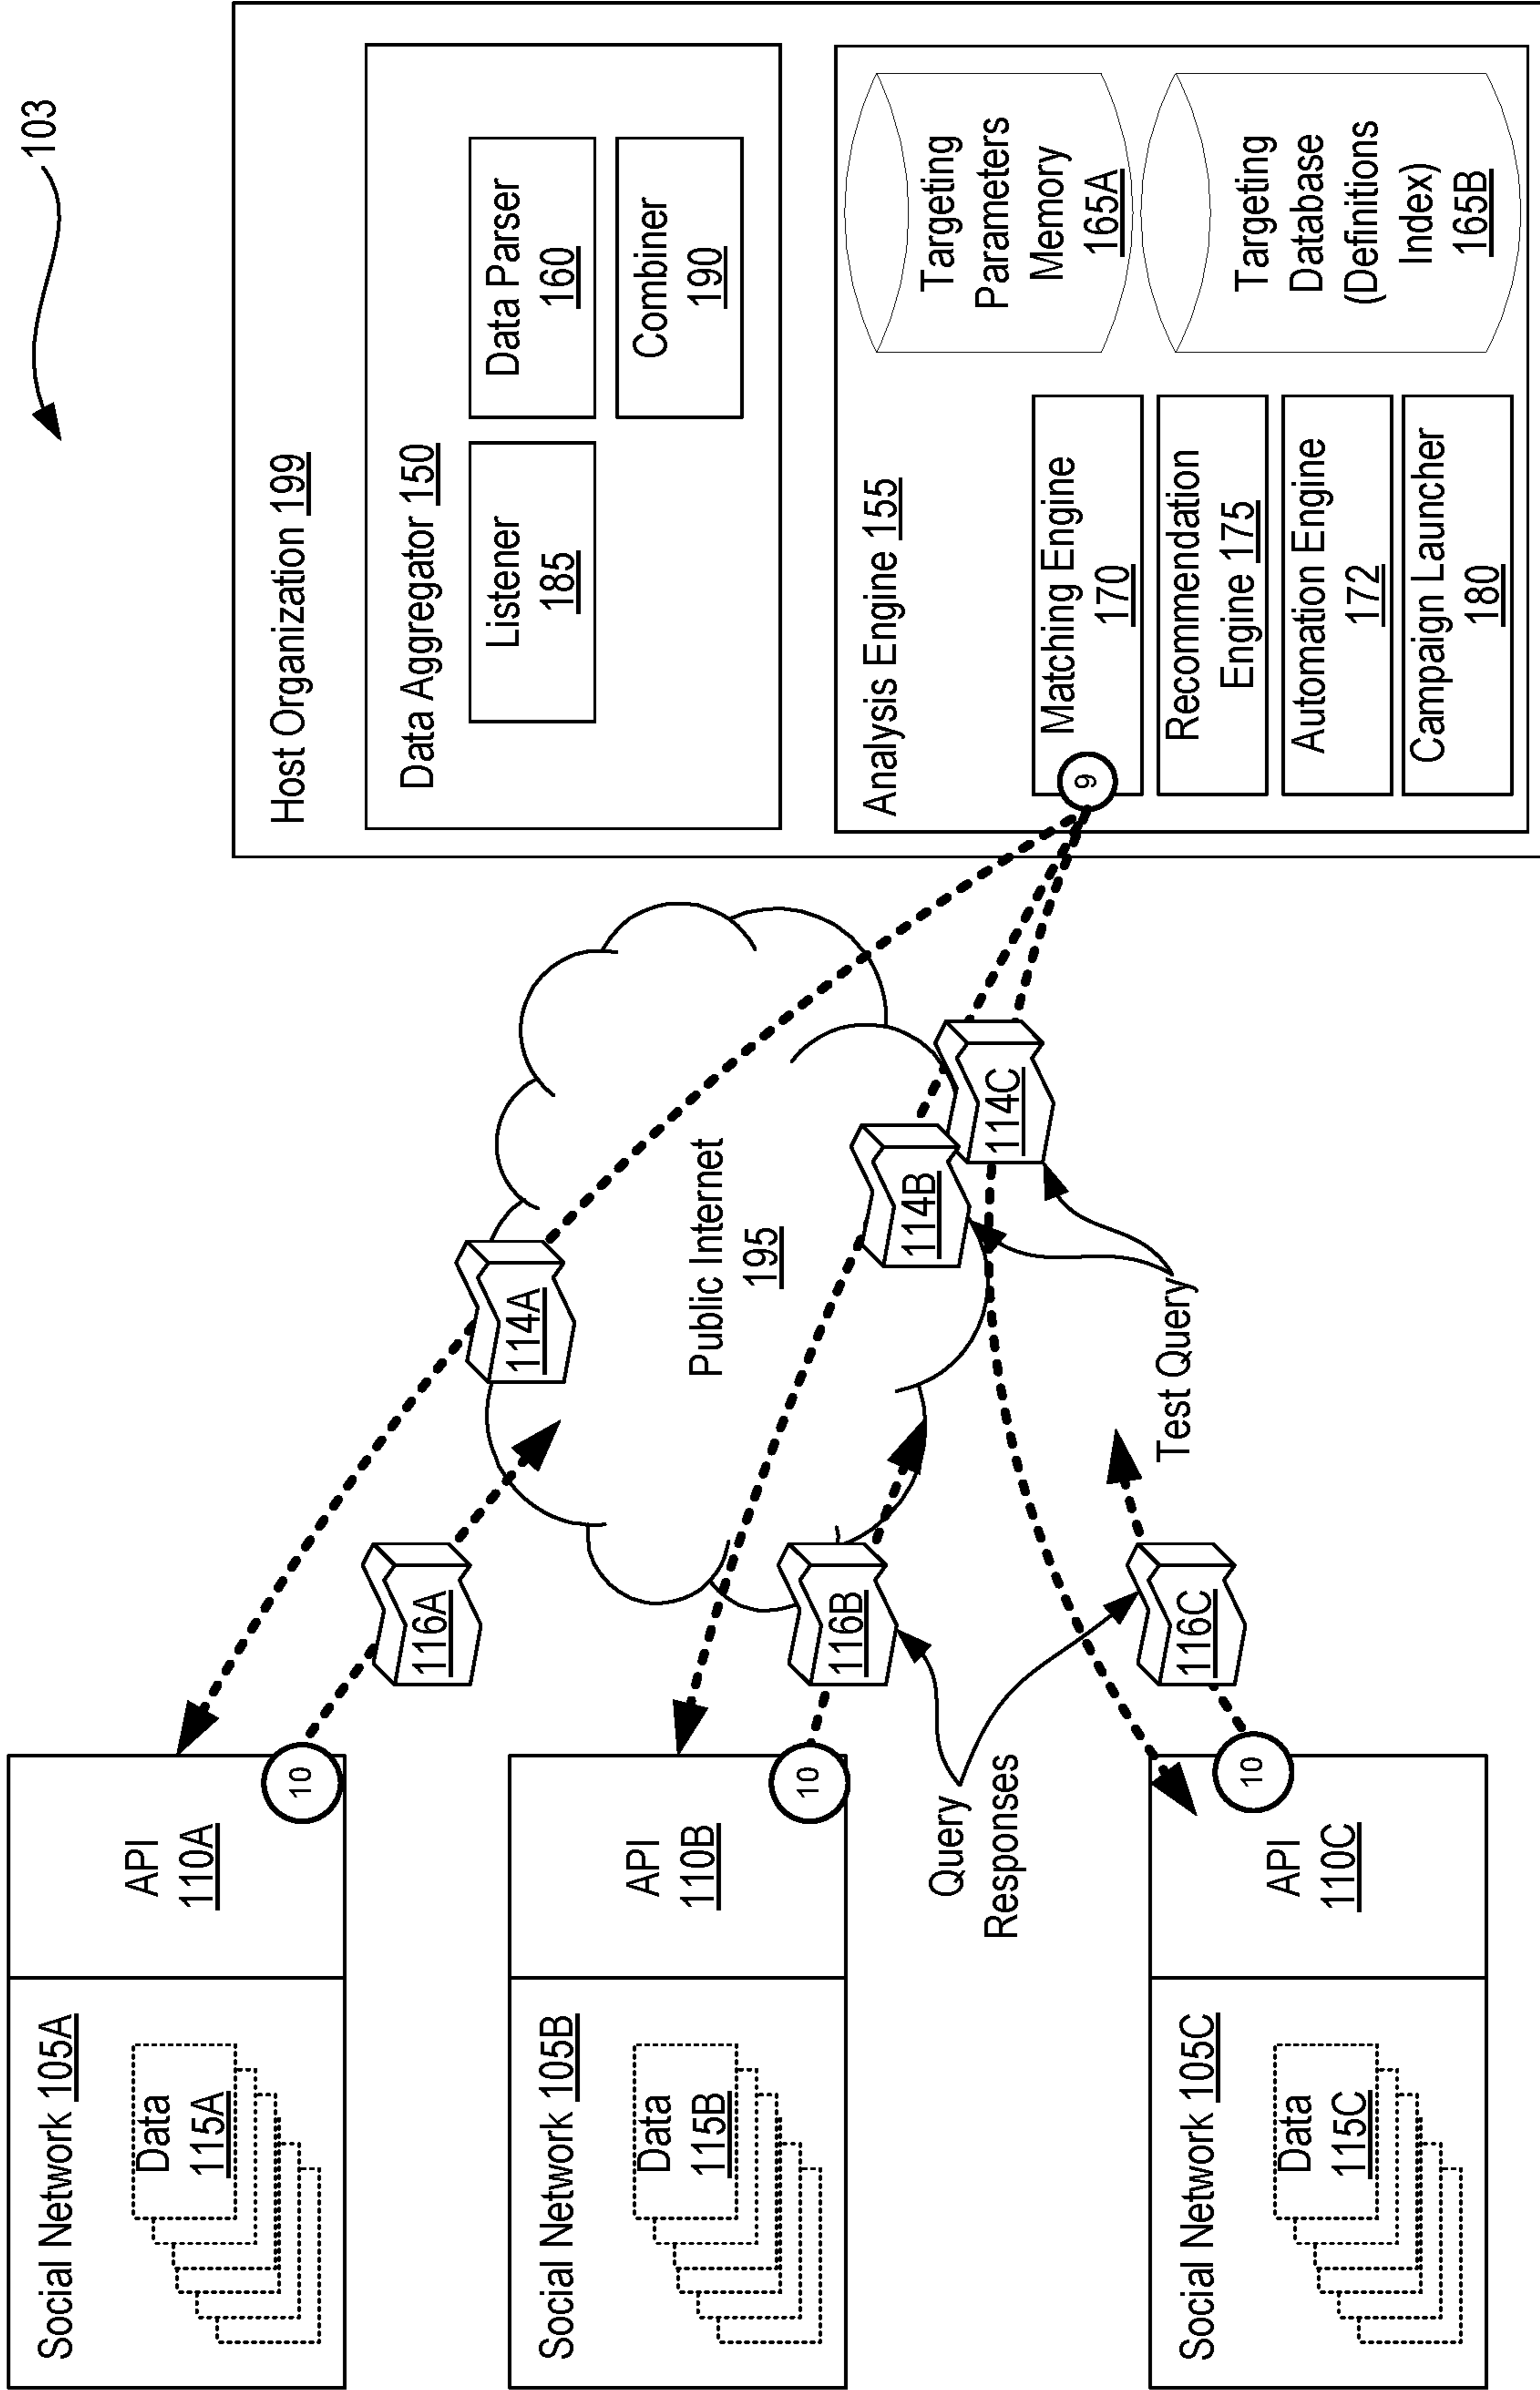 103
Social Network 105A
Data
115A
API
110A
10
116A
114A
Social Network 105B
Data
115B
API
110B
10
116B
114B
Public Internet
195
Query
Responses
Social Network 105C
Data
115C
API
110C
10
116C
114C
Test Query
Host Organization 199
Data Aggregator 150
Listener
185
Data Parser
160
Combiner
190
Analysis Engine 155
9
Matching Engine
170
Recommendation
Engine 175
Automation Engine
172
Campaign Launcher
180
Targeting
Parameters
Memory
165A
Targeting
Database
(Definitions
Index)
165B